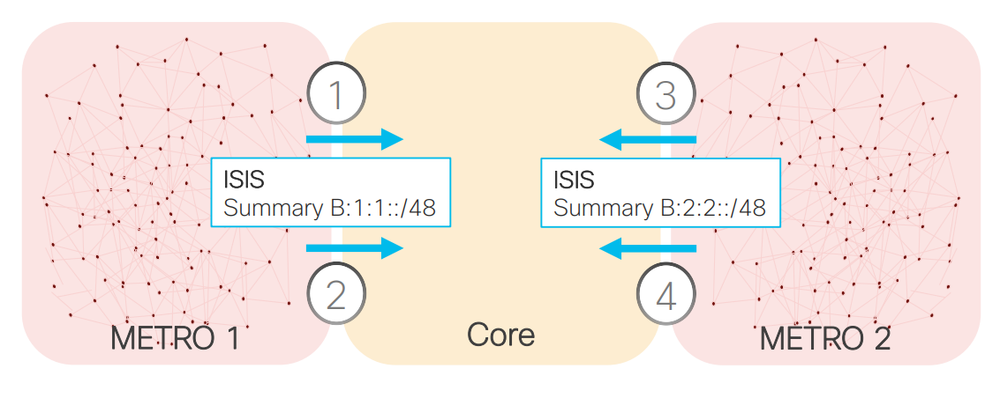 1
3
ISIS
Summary B:1:1::/48
ISIS
Summary B:2:2::/48
2
4
METRO 1
Core
METRO 2